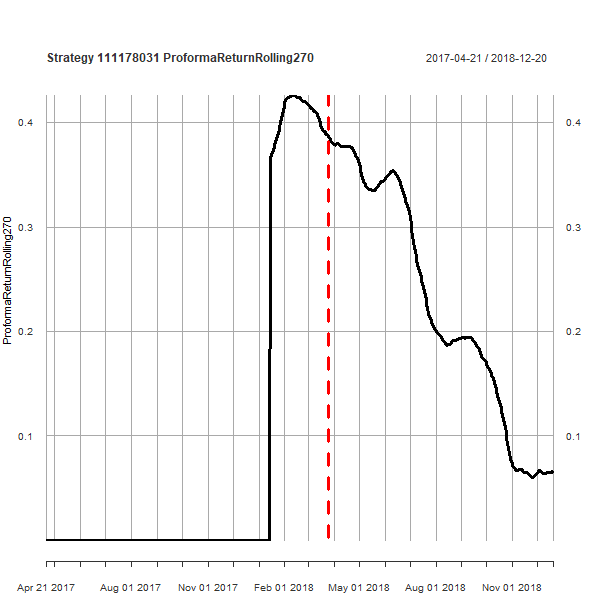 Strategy 111178031 ProformaReturnRolling270
2017-04-21 / 2018-12-20
ProformaReturnRolling270
0.4
0.3
0.2
0.1
0.4
0.3
0.2
0.1
Apr 21 2017
Aug 01 2017
Nov 01 2017
Feb 01 2018
May 01 2018
Aug 01 2018
Nov 01 2018